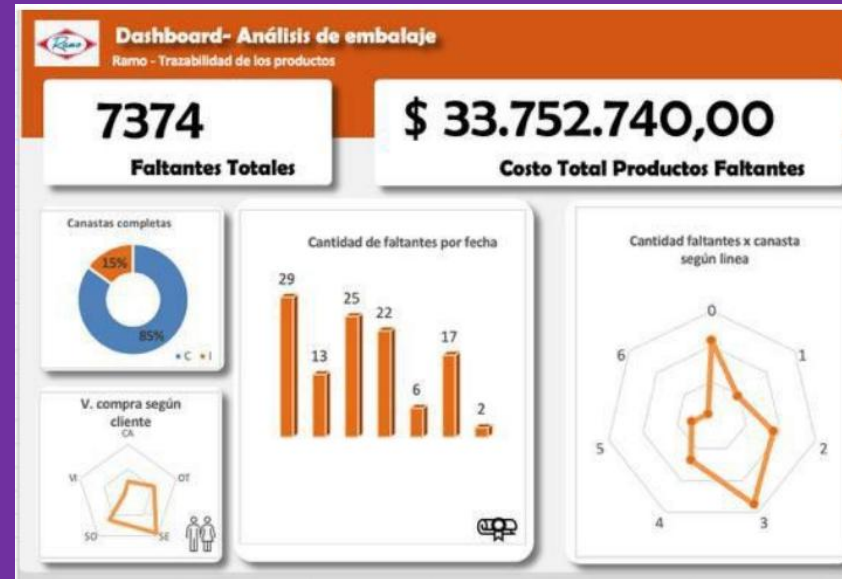 Ramo
Dashboard- Análisis de embalaje
Ramo - Trazabilidad de los productos
7374
Faltantes Totales
$ 33.752.740,00
Costo Total Productos Faltantes
Canastas completas
15%
85%
C I
V. compra según
cliente
CA
VI
OT
SO
SE
Cantidad de faltantes por fecha
29
13
25
22
6
17
2
Cantidad faltantes x canasta
según linea
0
6
1
5
2
4
3